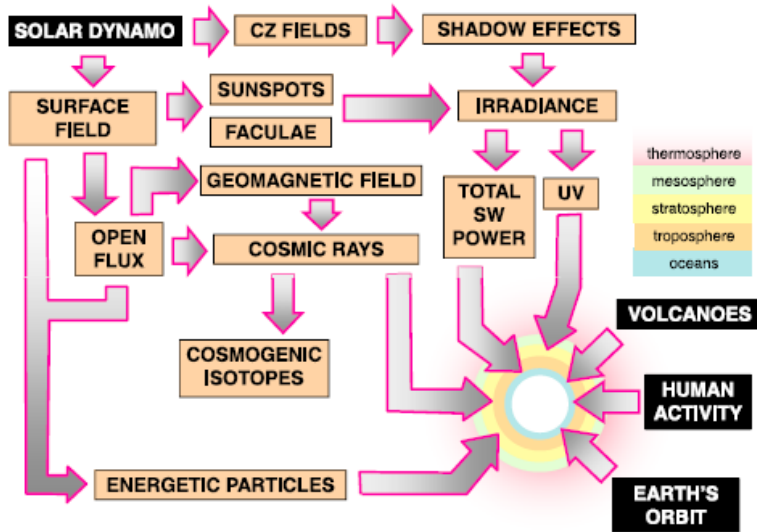 SOLAR DYNAMO
CZ FIELDS
SHADOW EFFECTS
SURFACE
FIELD
SUNSPOTS
FACULAE
IRRADIANCE
GEOMAGNETIC FIELD
TOTAL
SW
POWER
UV
thermosphere
mesosphere
stratosphere
troposphere
oceans
OPEN
FLUX
COSMIC RAYS
COSMOGENIC
ISOTOPES
VOLCANOES
HUMAN
ACTIVITY
ENERGETIC PARTICLES
EARTH'S
ORBIT